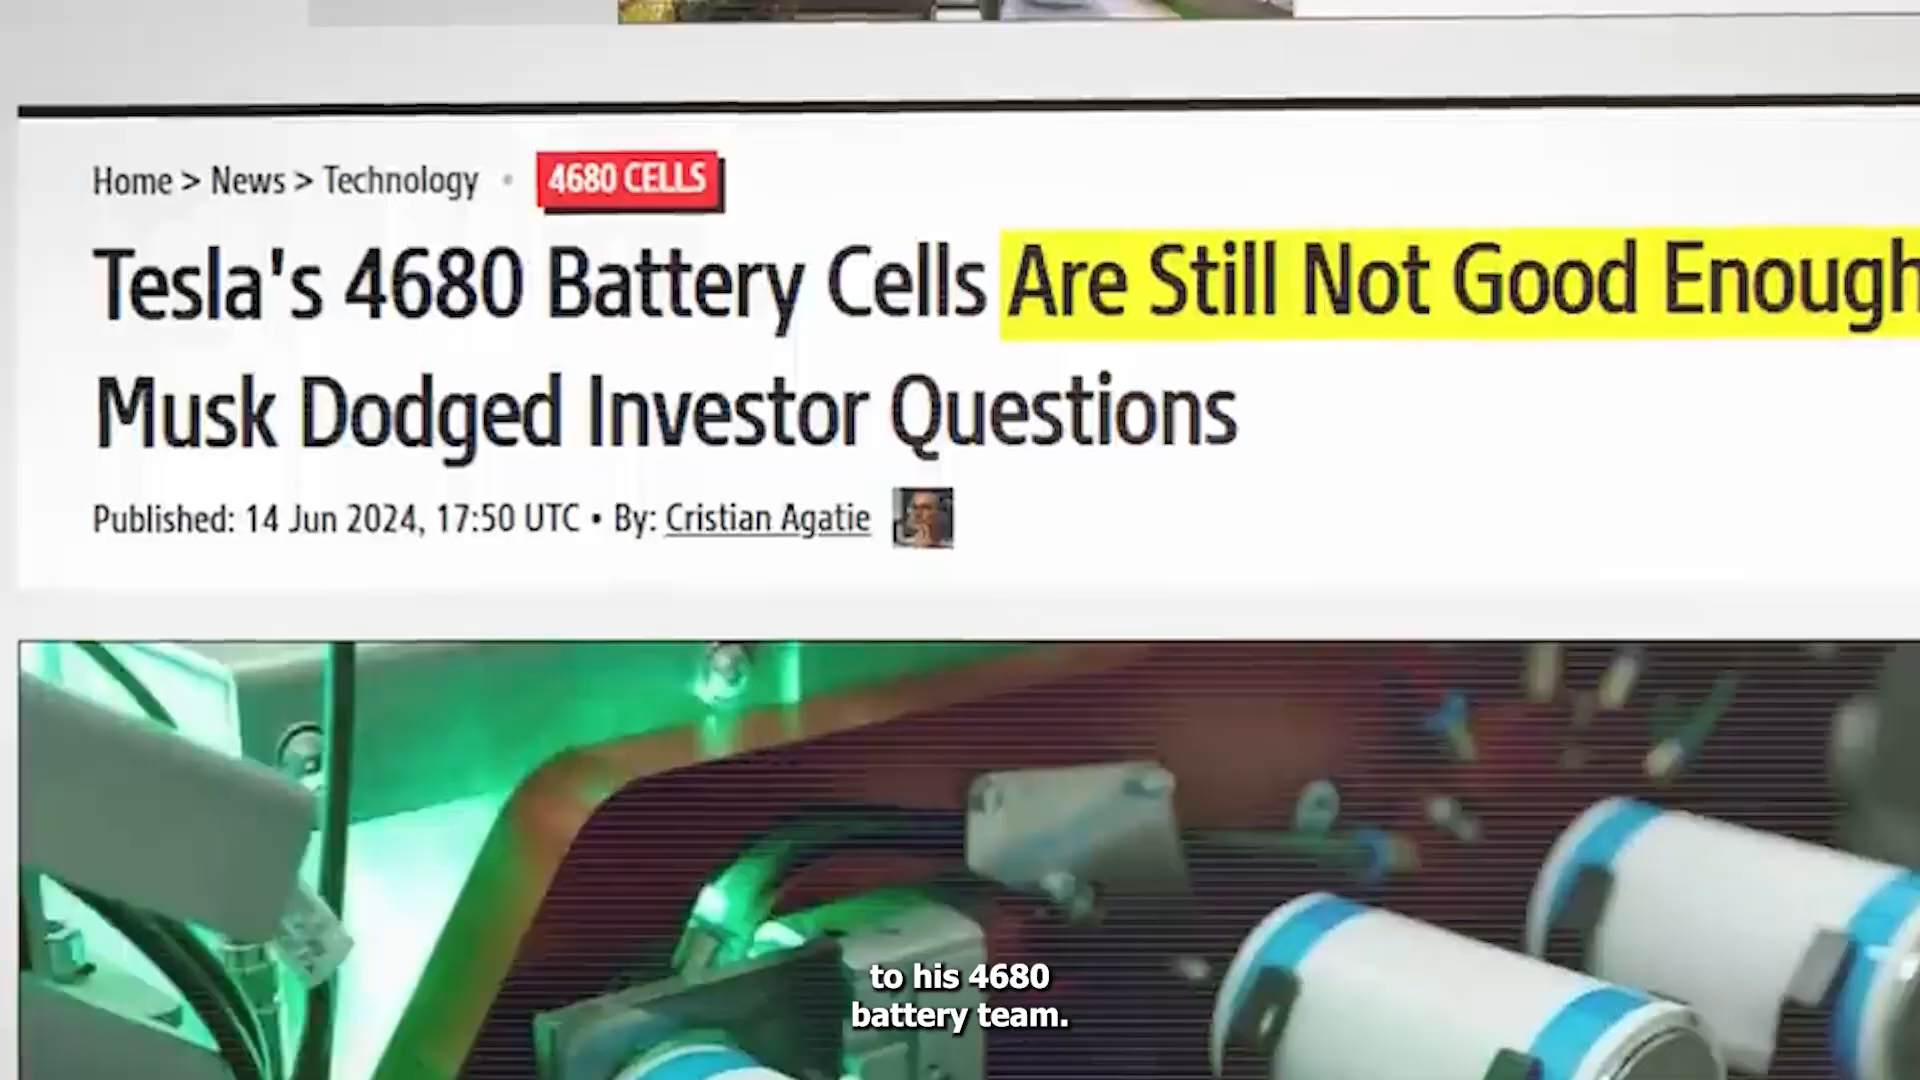 Home > News > Technology • 4680 CELLS
Tesla's 4680 Battery Cells Are Still Not Good Enough
Musk Dodged Investor Questions
Published: 14 Jun 2024, 17:50 UTC • By: Cristian Agatie
to his 4680
battery team.